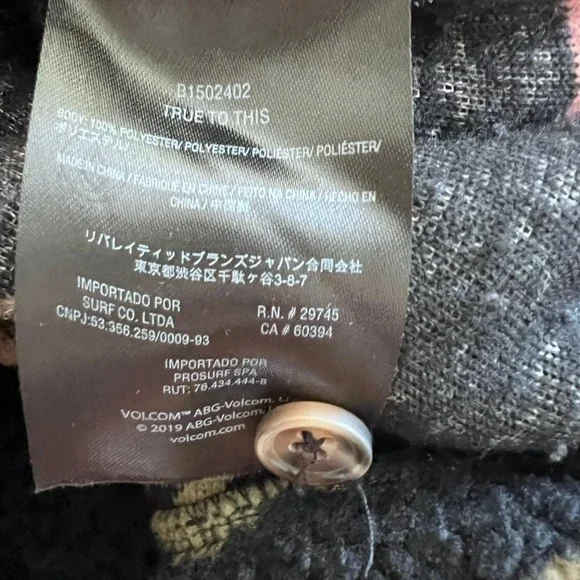 B1502402
TRUE TO THIS
BODY: 100% POLYESTER/ POLYESTER/ POLIÉSTER/ POLIÉSTER/
ポリエステル/
MADE IN CHINA / FABRIQUÉ EN CHINE / FEITO NA CHINA / HECHO EN
CHINA / 中国製
リバレイティッドブランズジャパン合同会社
東京都渋谷区千駄ヶ谷3-8-7
IMPORTADO POR
SURF CO. LTDA
CNPJ:53,356.259/0009-93
R.N. # 29745
CA # 60394
IMPORTADO POR
PROSURF SPA
RUT: 76.434.444-8
VOLCOM™ ABG-Volcom,
© 2019 ABG-Volcom,
volcom.com